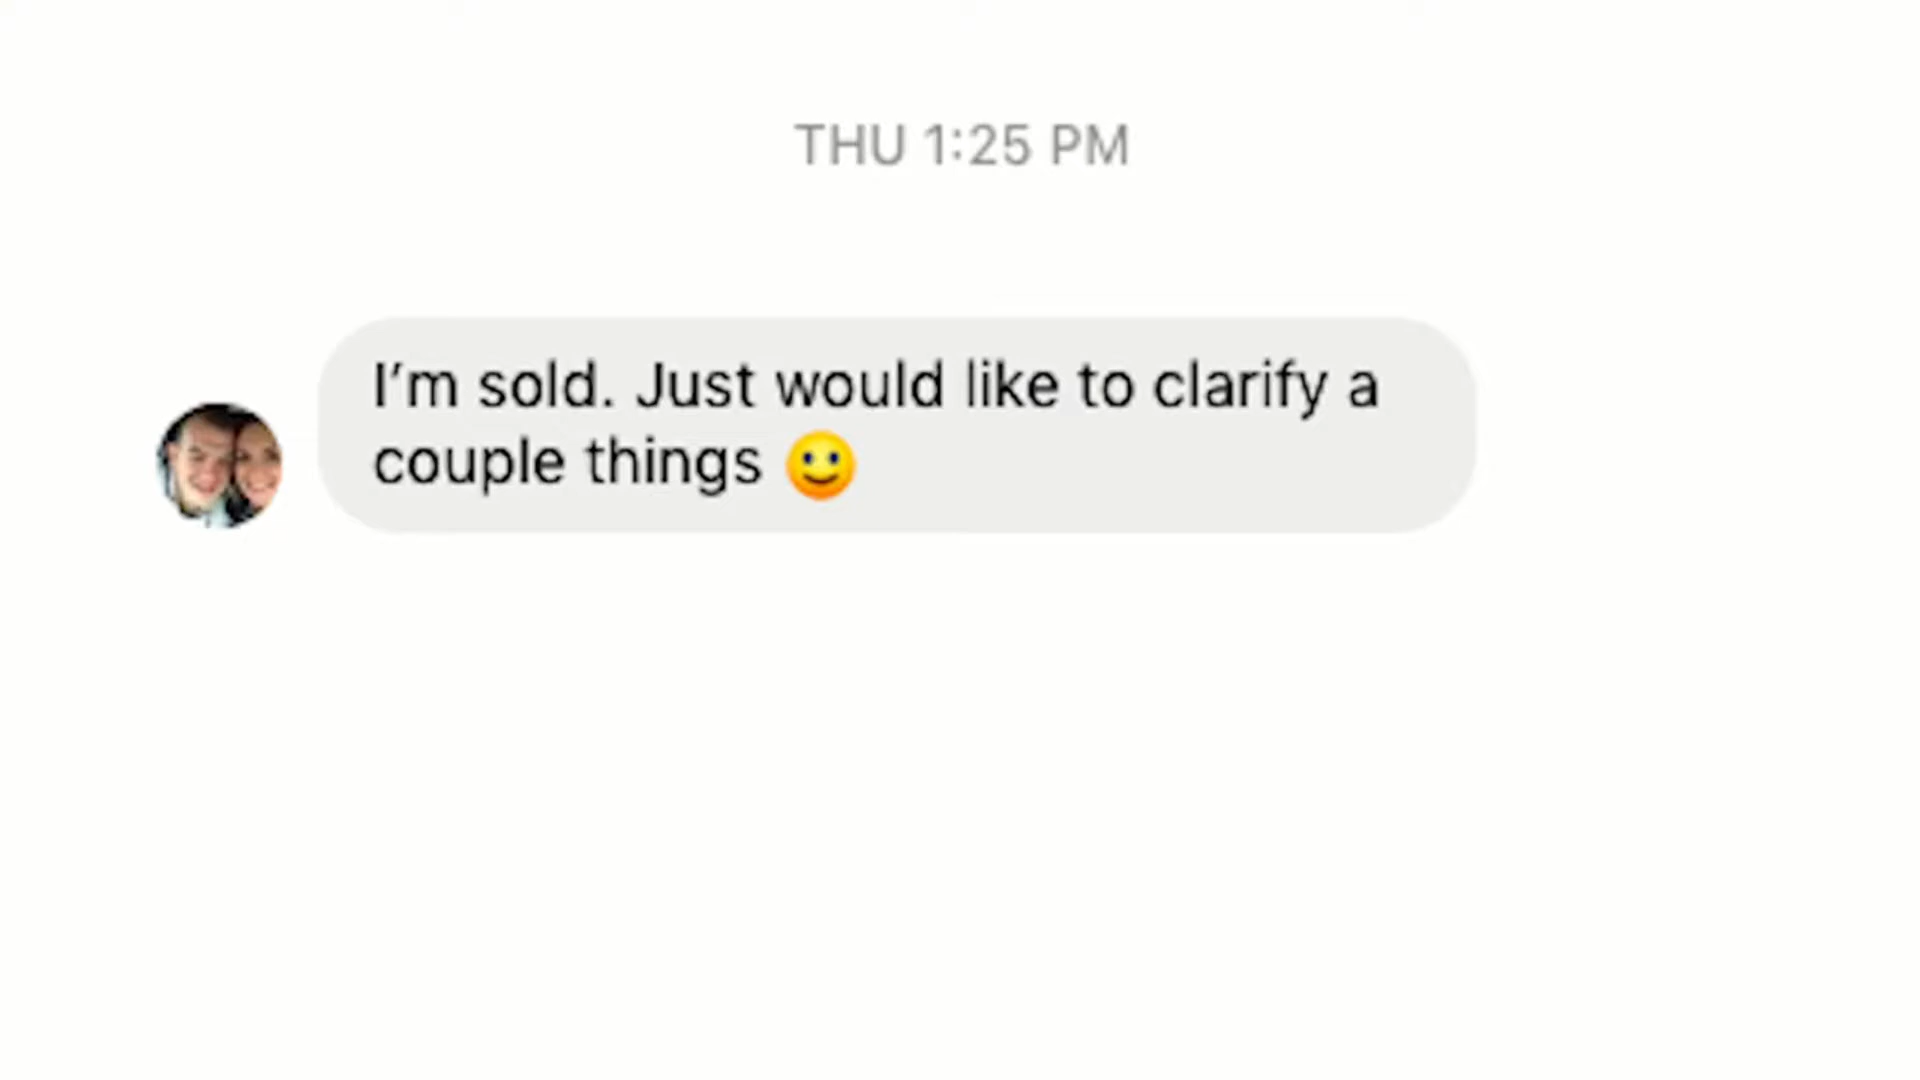 THU 1:25 PM
I’m sold. Just would like to clarify a
couple things 🙂